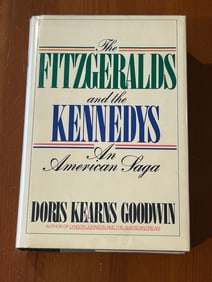 The
FITZGERALDS
and the
KENNEDYS
An
American Saga
DORIS KEARNS GOODWIN
AUTHOR OF LYNDON JOHNSON AND THE AMERICAN DREAM